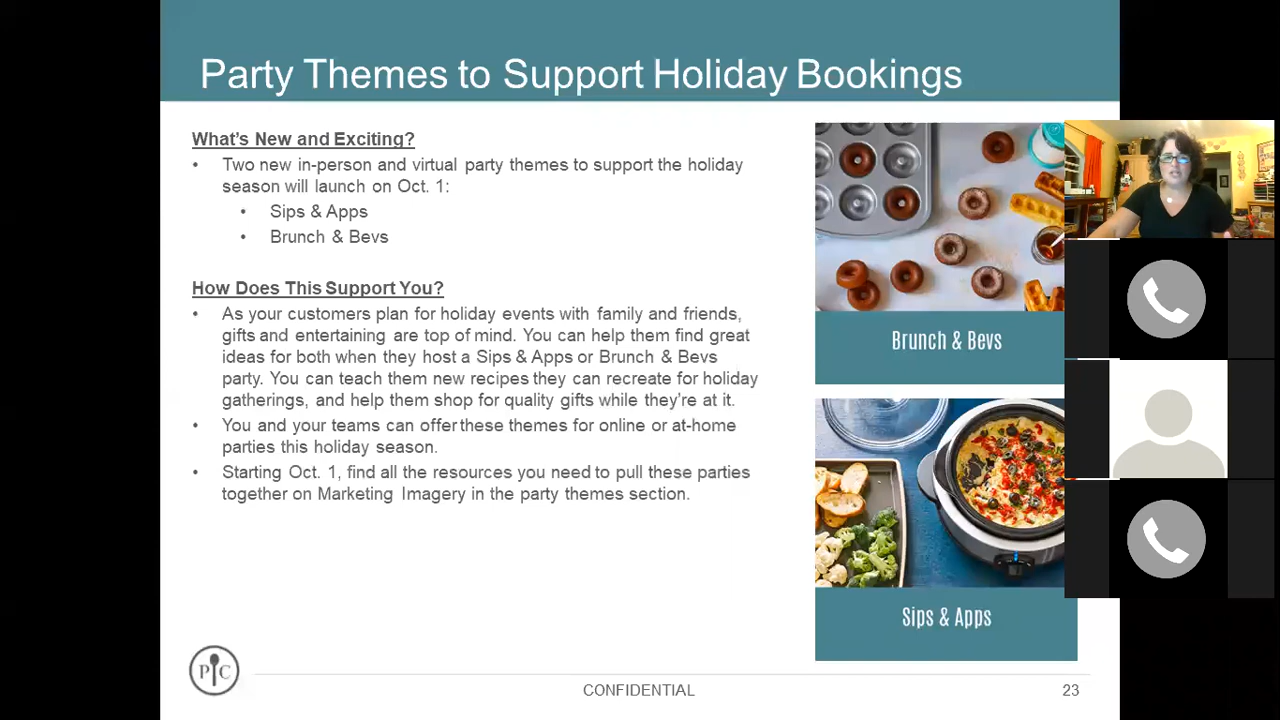 Party Themes to Support Holiday Bookings
What's New and Exciting?
• Two new in-person and virtual party themes to support the holiday
season will launch on Oct. 1:
• Sips & Apps
• Brunch & Bevs
How Does This Support You?
• As your customers plan for holiday events with family and friends,
gifts and entertaining are top of mind. You can help them find great
ideas for both when they host a Sips & Apps or Brunch & Bevs
party. You can teach them new recipes they can recreate for holiday
gatherings, and help them shop for quality gifts while they're at it.
• You and your teams can offer these themes for online or at-home
parties this holiday season.
• Starting Oct. 1, find all the resources you need to pull these parties
together on Marketing Imagery in the party themes section.
Brunch & Bevs
Sips & Apps
PC
CONFIDENTIAL
23